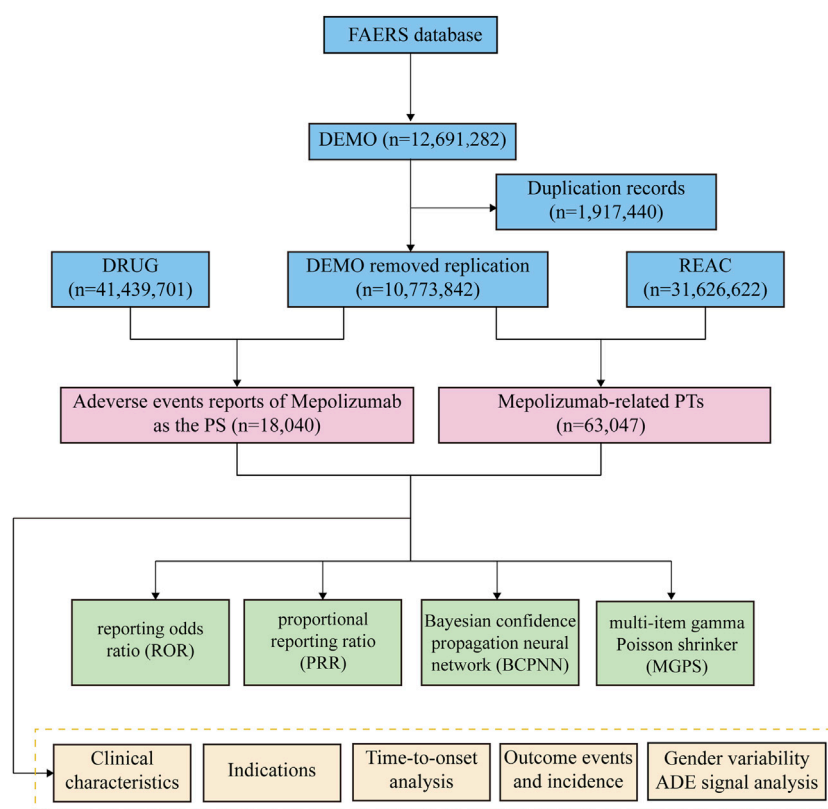 FAERS database
DEMO (n=12,691,282)
Duplication records
(n=1,917,440)
DRUG
(n=41,439,701)
DEMO removed replication
(n=10,773,842)
REAC
(n=31,626,622)
Adeverse events reports of Mepolizumab
as the PS (n=18,040)
Mepolizumab-related PTs
(n=63,047)
reporting odds
ratio (ROR)
proportional
reporting ratio
(PRR)
Bayesian confidence
propagation neural
network (BCPNN)
multi-item gamma
Poisson shrinker
(MGPS)
Clinical
characteristics
Indications
Time-to-onset
analysis
Outcome events
and incidence
Gender variability
ADE signal analysis